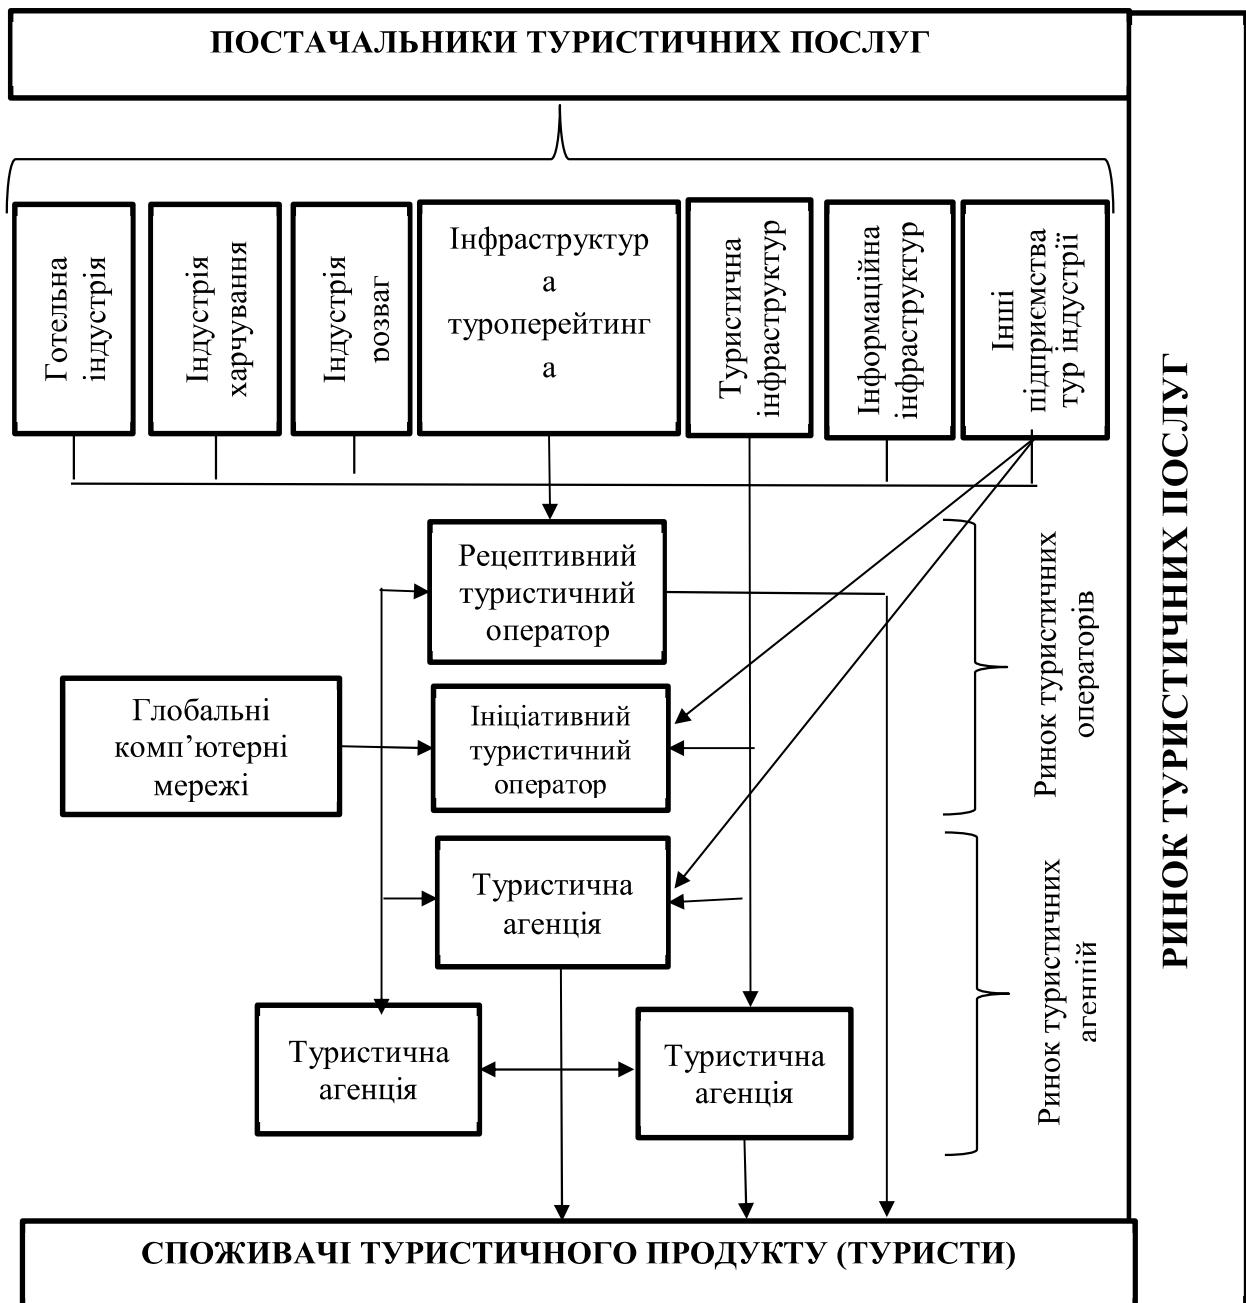 ПОСТАЧАЛЬНИКИ ТУРИСТИЧНИХ ПОСЛУГ
Готельна
індустрія
Індустрія
харчування
Індустрія
розваг
Інфраструктур
а
туроперейтинг
а
Туристична
інфраструктур
Інформаційна
інфраструктур
Інші
підприємства
тур індустрії
Рецептивний
туристичний
оператор
Глобальні
комп’ютерні
мережі
Ініціативний
туристичний
оператор
Туристична
агенція
Туристична
агенція
Туристична
агенція
Ринок туристичних
операторів
Ринок туристичних
агенцій
РИНОК ТУРИСТИЧНИХ ПОСЛУГ
СПОЖИВАЧІ ТУРИСТИЧНОГО ПРОДУКТУ (ТУРИСТИ)